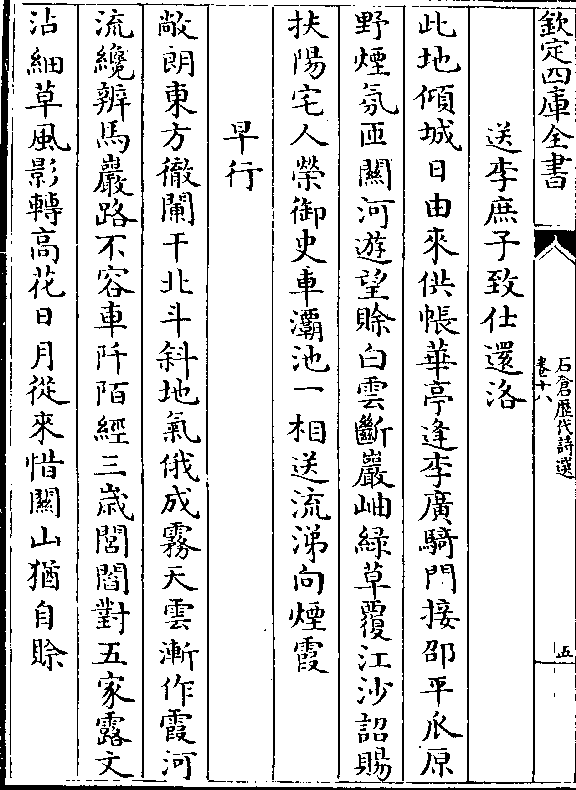 欽定四庫全書
石倉歷代詩選
卷十八
五
送李庶子致仕還洛
此地傾城日由來供帳華亭逢李廣騎門接邵平瓜原
野煙氛匝關河遊望賖白雲斷巖岫緑草覆江沙詔賜
扶陽宅人榮御史車灞池一相送流涕向煙霞
早行
敞朗東方徹闌干北斗斜地氣俄成霧天雲漸作霞河
流纔辨馬巖路不容車阡陌經三歲閭閻對五家露文
沾細草風影轉高花日月從來惜關山猶自賖